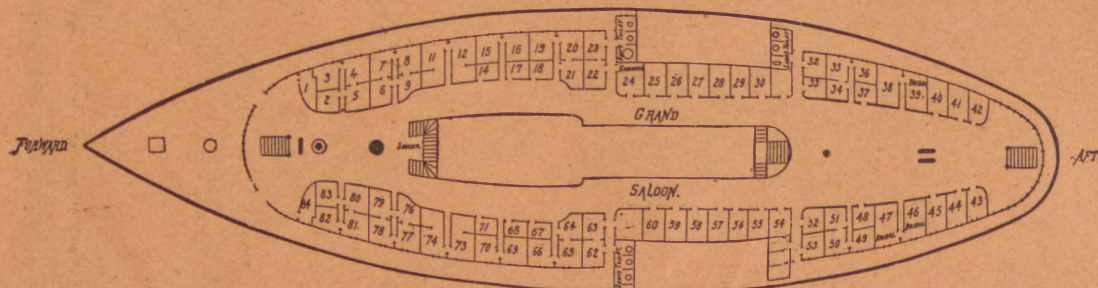 FORWARD
1
3 4 7 8 11 12 15 16 19 20 23
2 5 6 9 14 17 18 21 22
24 25 26 27 28 29 30
32 35 36
33 34 37 38
BRIDAL
39 40 41 42
GRAND
SALOON.
AFT
84 83 80 79 76
82 81. 78 77 74 73
71 68 67 64 63
70 69 66 65 62
60 59 58 57 56 55 54
52 51 48 47 46 45 44 43
53 50 49 BRIDAL BRIDAL